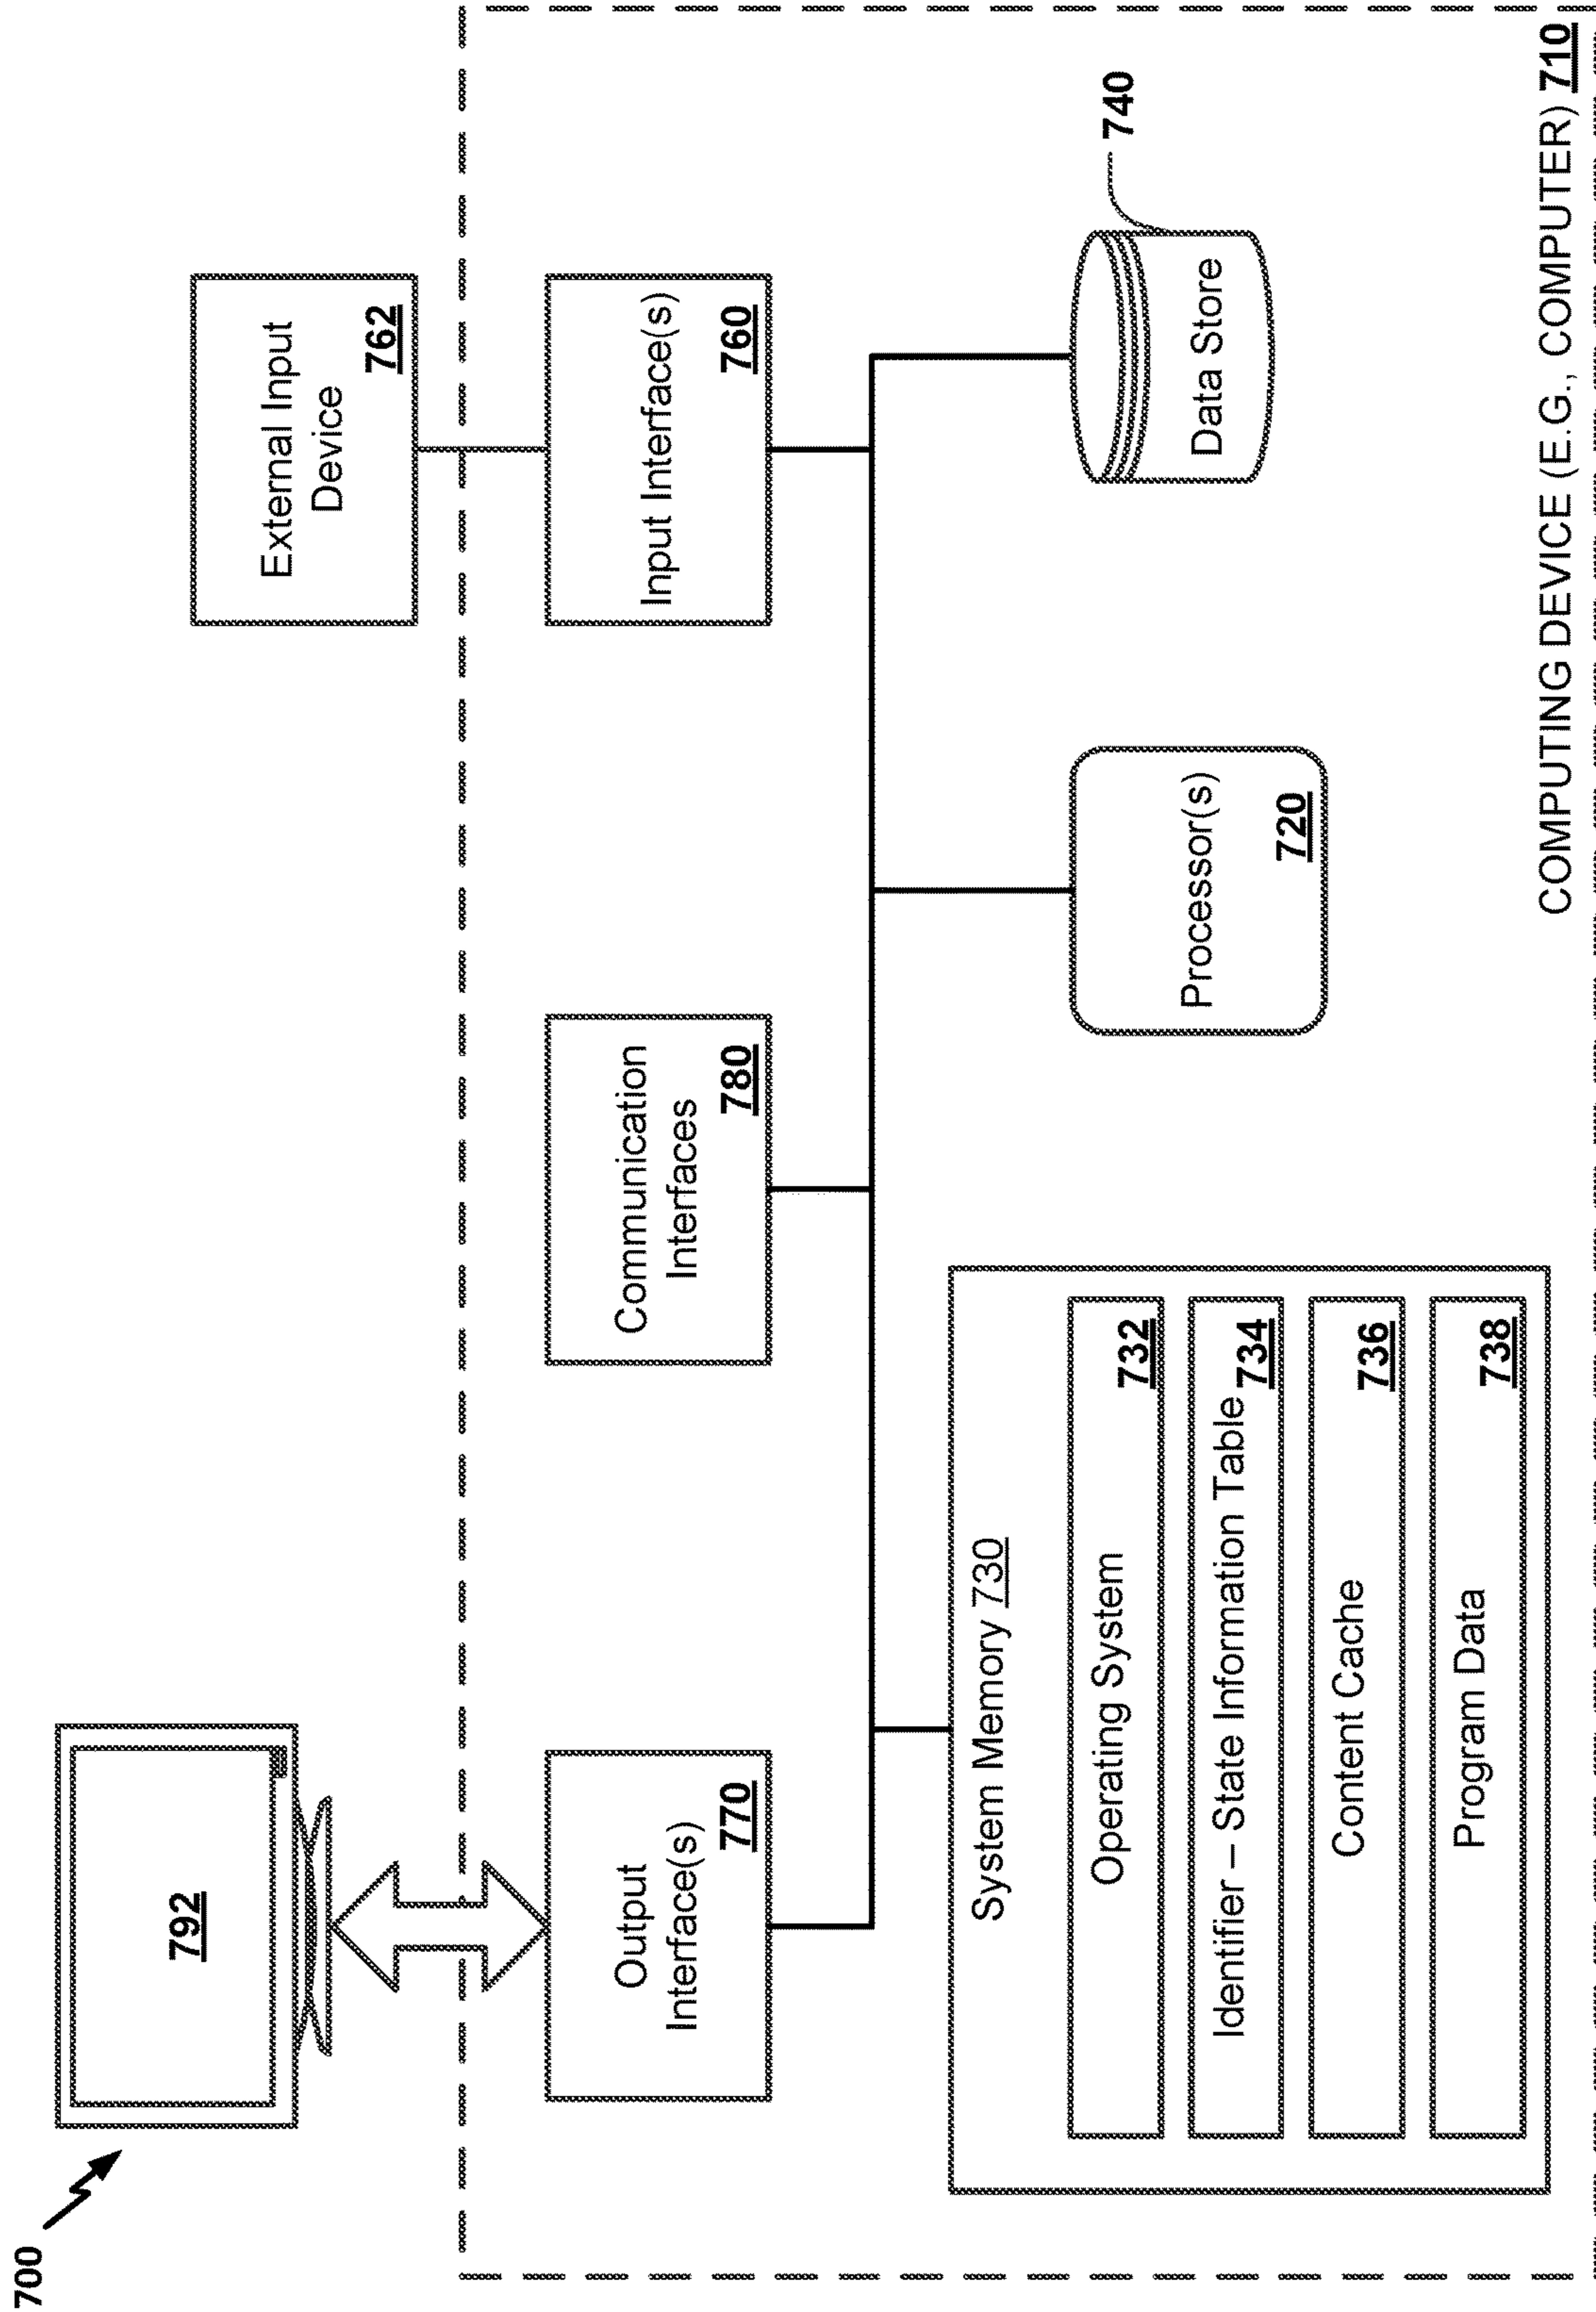 700
792
External Input
Device
762
Output
Interface(s)
770
Communication
Interfaces
780
Input Interface(s)
760
System Memory 730
Operating System
732
Identifier – State Information Table
734
Content Cache
736
Program Data
738
Processor(s)
720
Data Store
740
COMPUTING DEVICE (E.G., COMPUTER) 710